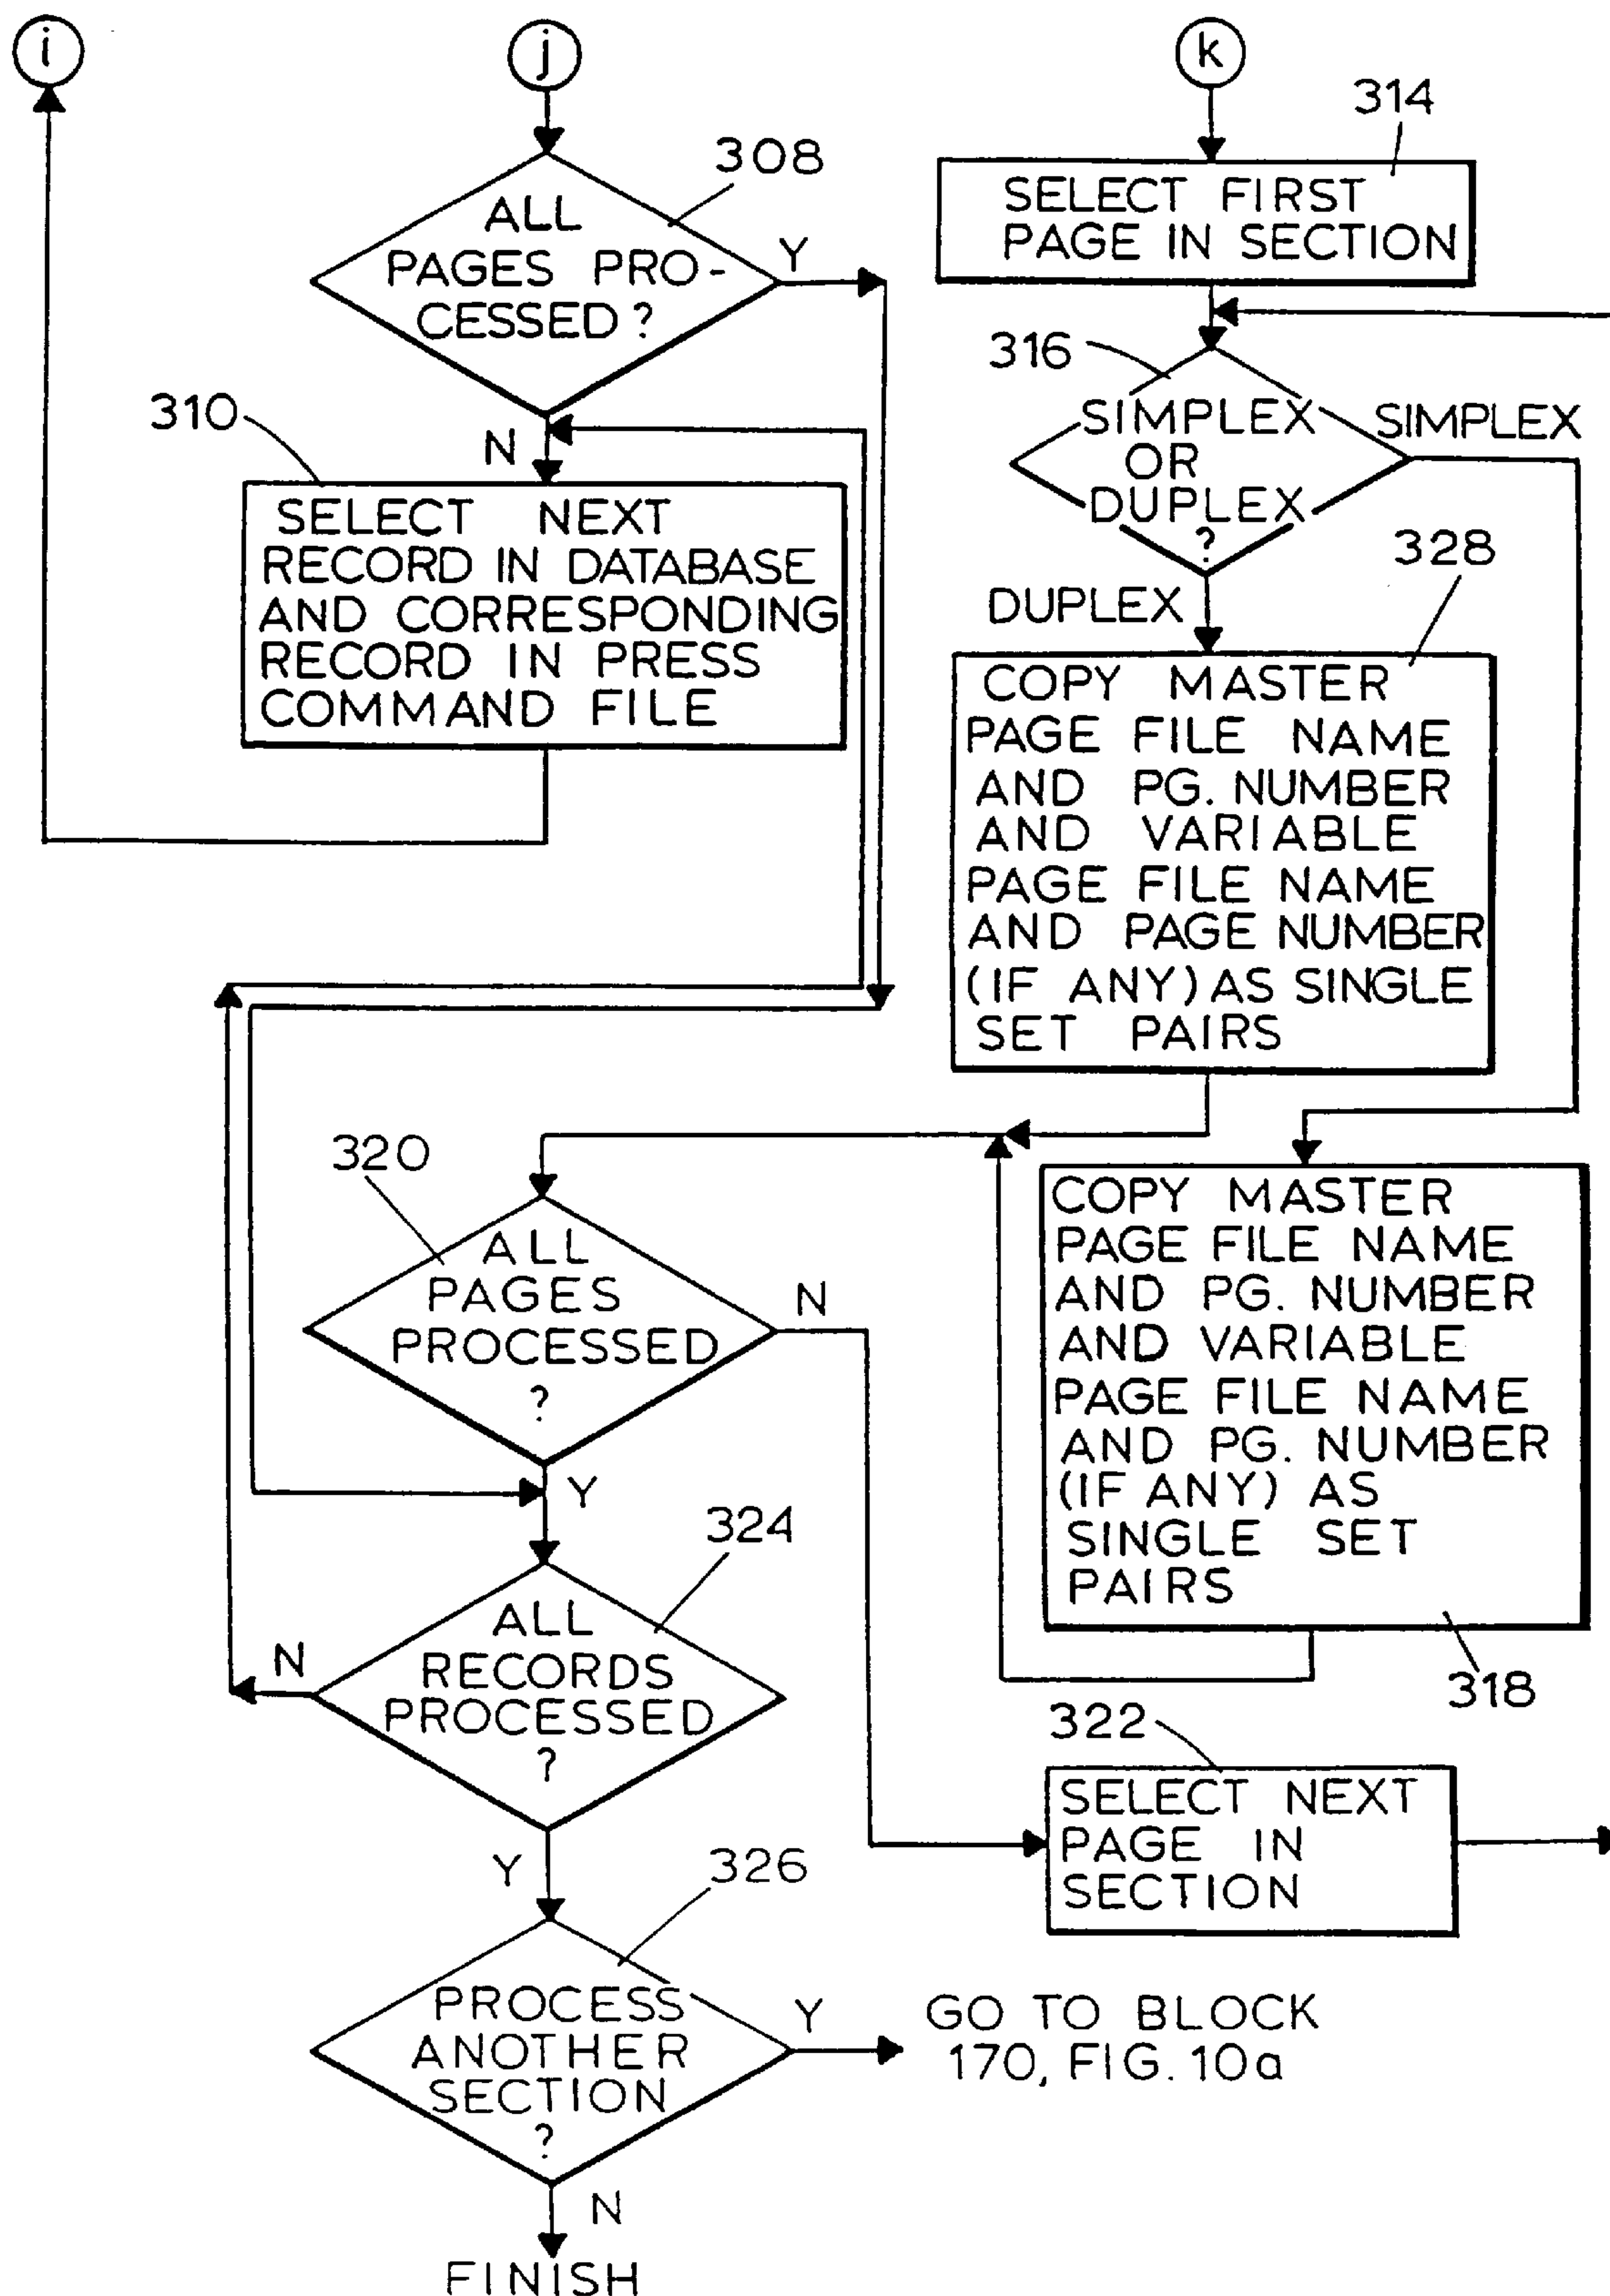 i
j
k
308
ALL
PAGES PRO-
CESSED ?
Y
N
310
SELECT NEXT
RECORD IN DATABASE
AND CORRESPONDING
RECORD IN PRESS
COMMAND FILE
314
SELECT FIRST
PAGE IN SECTION
316
SIMPLEX
OR
DUPLEX
?
SIMPLEX
DUPLEX
328
COPY MASTER
PAGE FILE NAME
AND PG. NUMBER
AND VARIABLE
PAGE FILE NAME
AND PAGE NUMBER
(IF ANY) AS SINGLE
SET PAIRS
320
ALL
PAGES
PROCESSED
?
N
Y
COPY MASTER
PAGE FILE NAME
AND PG. NUMBER
AND VARIABLE
PAGE FILE NAME
AND PG. NUMBER
(IF ANY) AS
SINGLE SET
PAIRS
318
324
ALL
RECORDS
PROCESSED
?
N
Y
322
SELECT NEXT
PAGE IN
SECTION
326
PROCESS
ANOTHER
SECTION
?
Y
GO TO BLOCK
170, FIG. 10a
N
FINISH